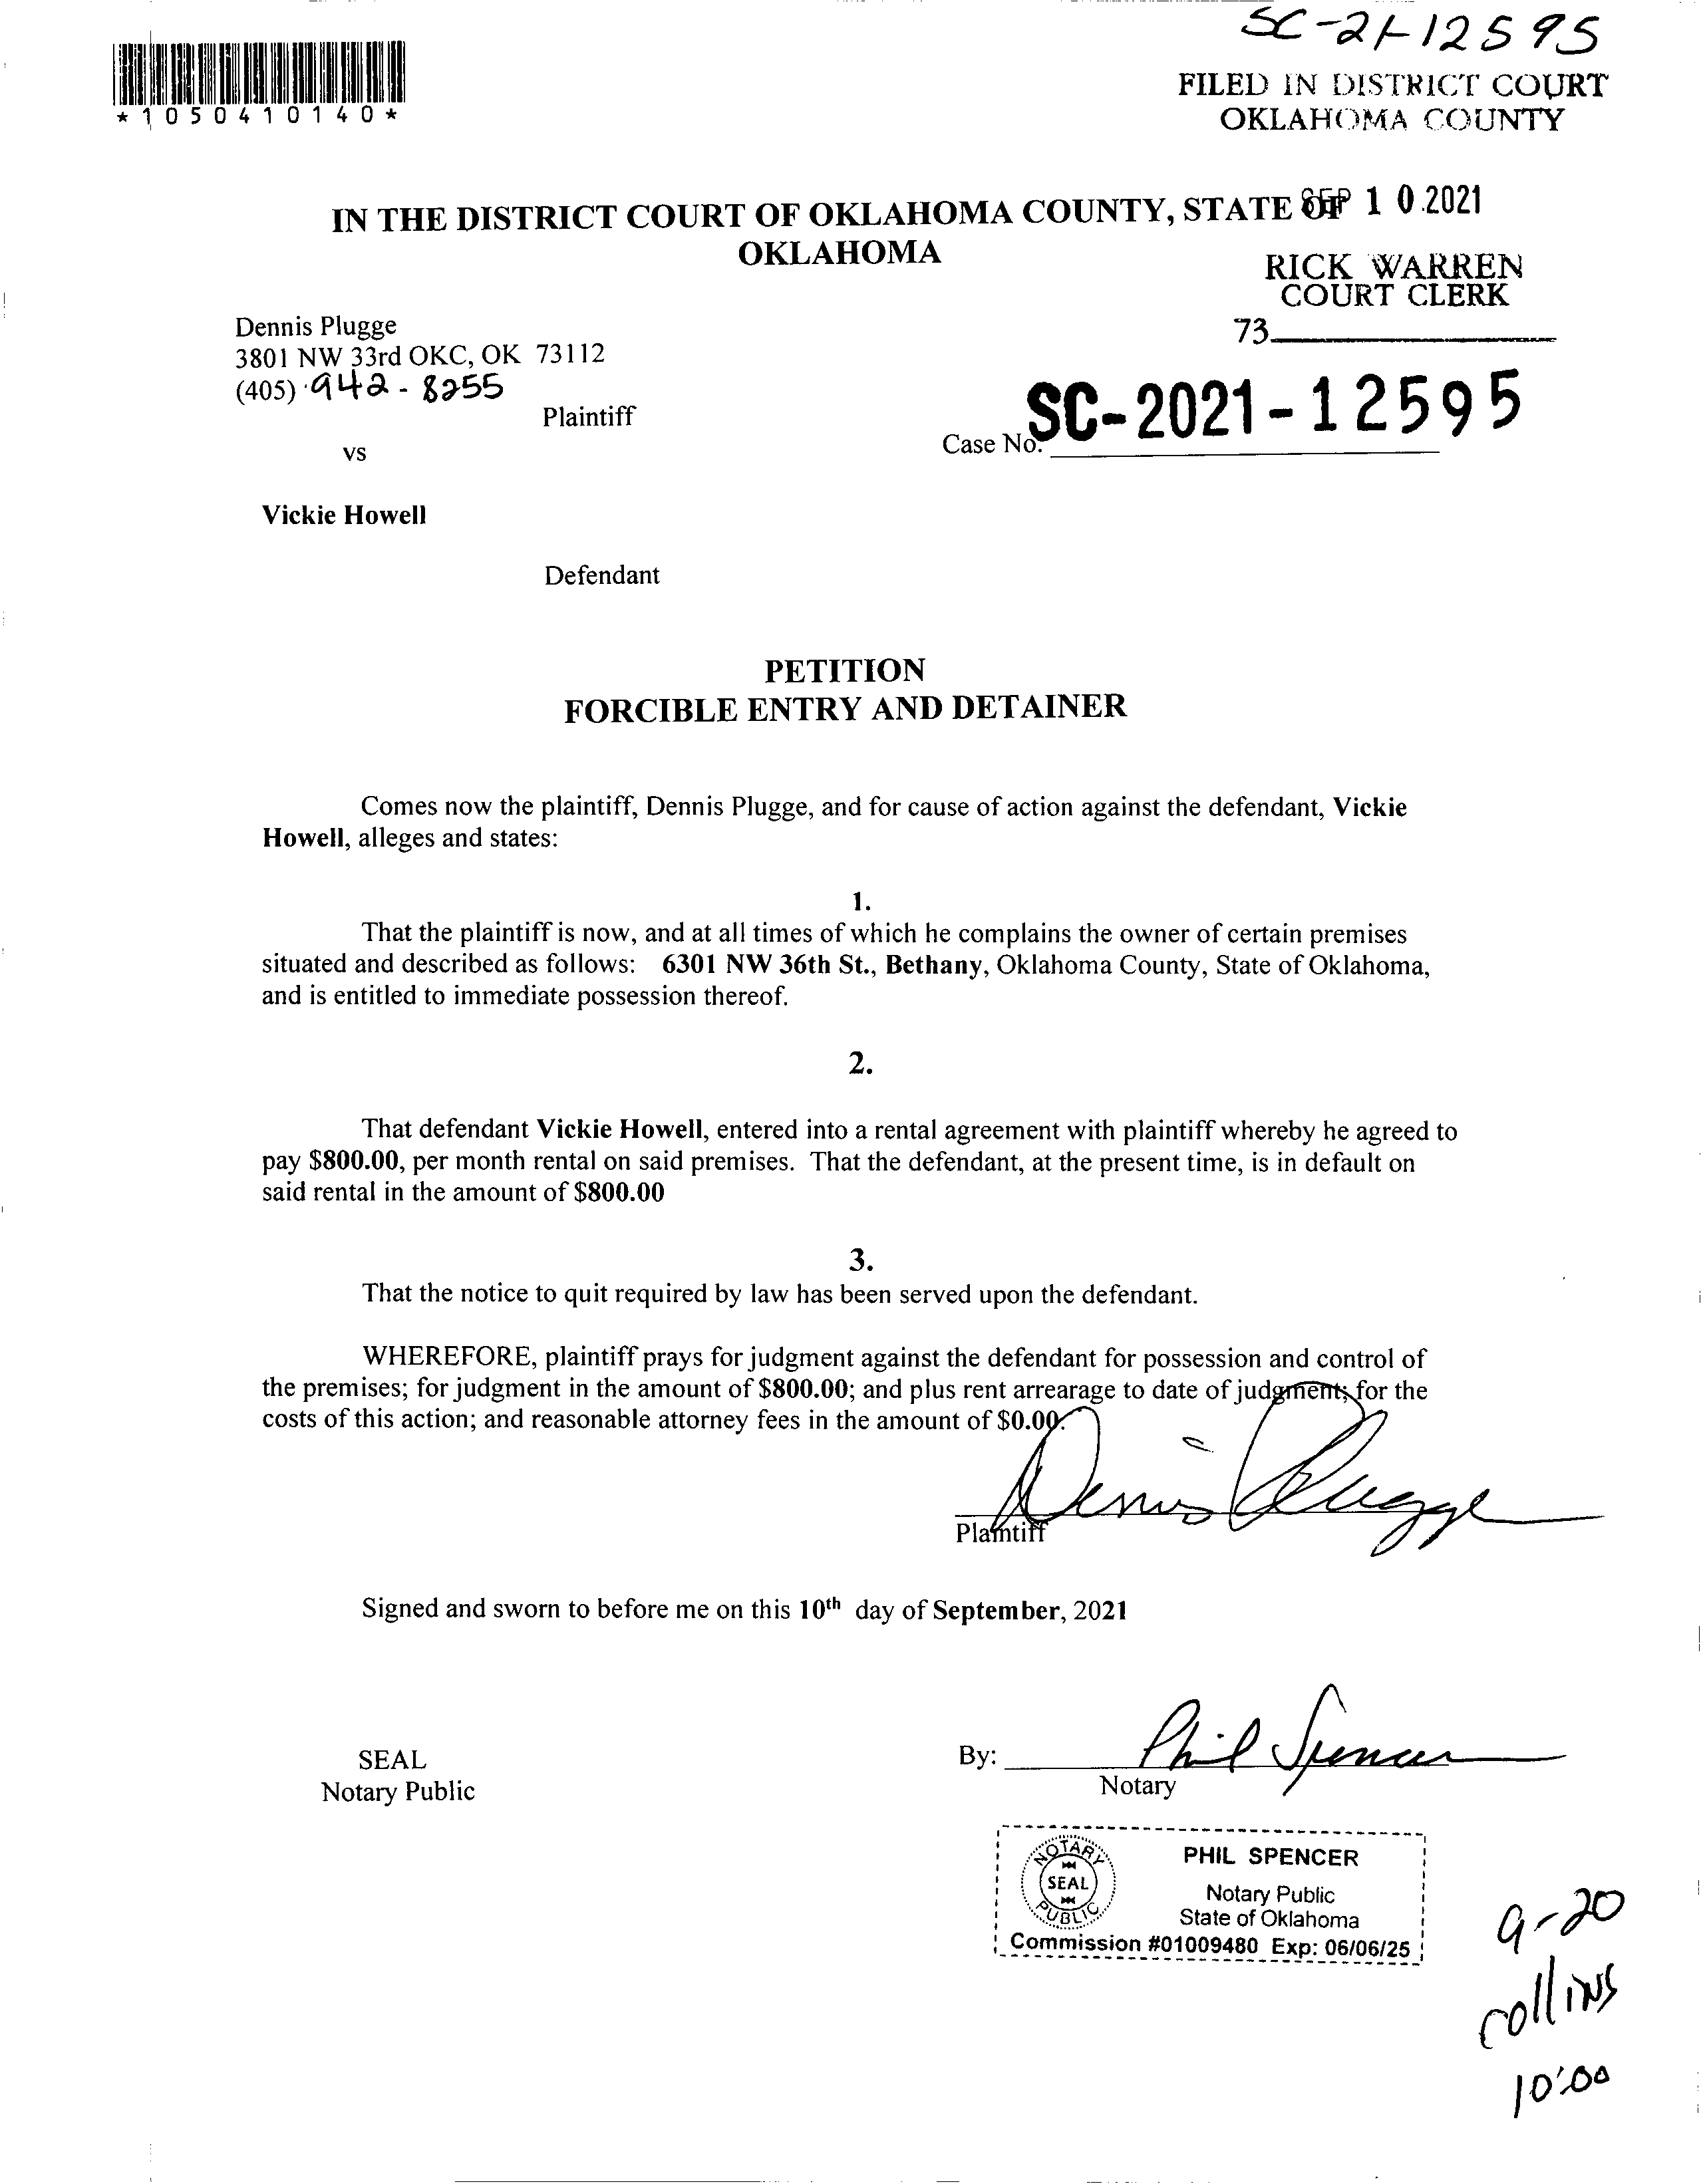 SC-21-12595
*1050410140*
FILED IN DISTRICT COURT
OKLAHOMA COUNTY
IN THE DISTRICT COURT OF OKLAHOMA COUNTY, STATE OF
SEP 10 2021
OKLAHOMA
RICK WARREN
COURT CLERK
73
Dennis Plugge
3801 NW 33rd OKC, OK 73112
(405) 942-8255
Plaintiff
SC-2021-12595
Case No.
vs
Vickie Howell
Defendant
PETITION
FORCIBLE ENTRY AND DETAINER
Comes now the plaintiff, Dennis Plugge, and for cause of action against the defendant, Vickie
Howell, alleges and states:
1.
That the plaintiff is now, and at all times of which he complains the owner of certain premises
situated and described as follows: 6301 NW 36th St., Bethany, Oklahoma County, State of Oklahoma,
and is entitled to immediate possession thereof.
2.
That defendant Vickie Howell, entered into a rental agreement with plaintiff whereby he agreed to
pay $800.00, per month rental on said premises. That the defendant, at the present time, is in default on
said rental in the amount of $800.00
3.
That the notice to quit required by law has been served upon the defendant.
WHEREFORE, plaintiff prays for judgment against the defendant for possession and control of
the premises; for judgment in the amount of $800.00; and plus rent arrearage to date of judgment; for the
costs of this action; and reasonable attorney fees in the amount of $0.00.
Dennis Plugge
Plaintiff
Signed and sworn to before me on this 10th day of September, 2021
SEAL
Notary Public
By: Phil Spencer
Notary
NOTARY
SEAL
PUBLIC
PHIL SPENCER
Notary Public
State of Oklahoma
Commission #01009480 Exp: 06/06/25
9-20
Collins
10:00